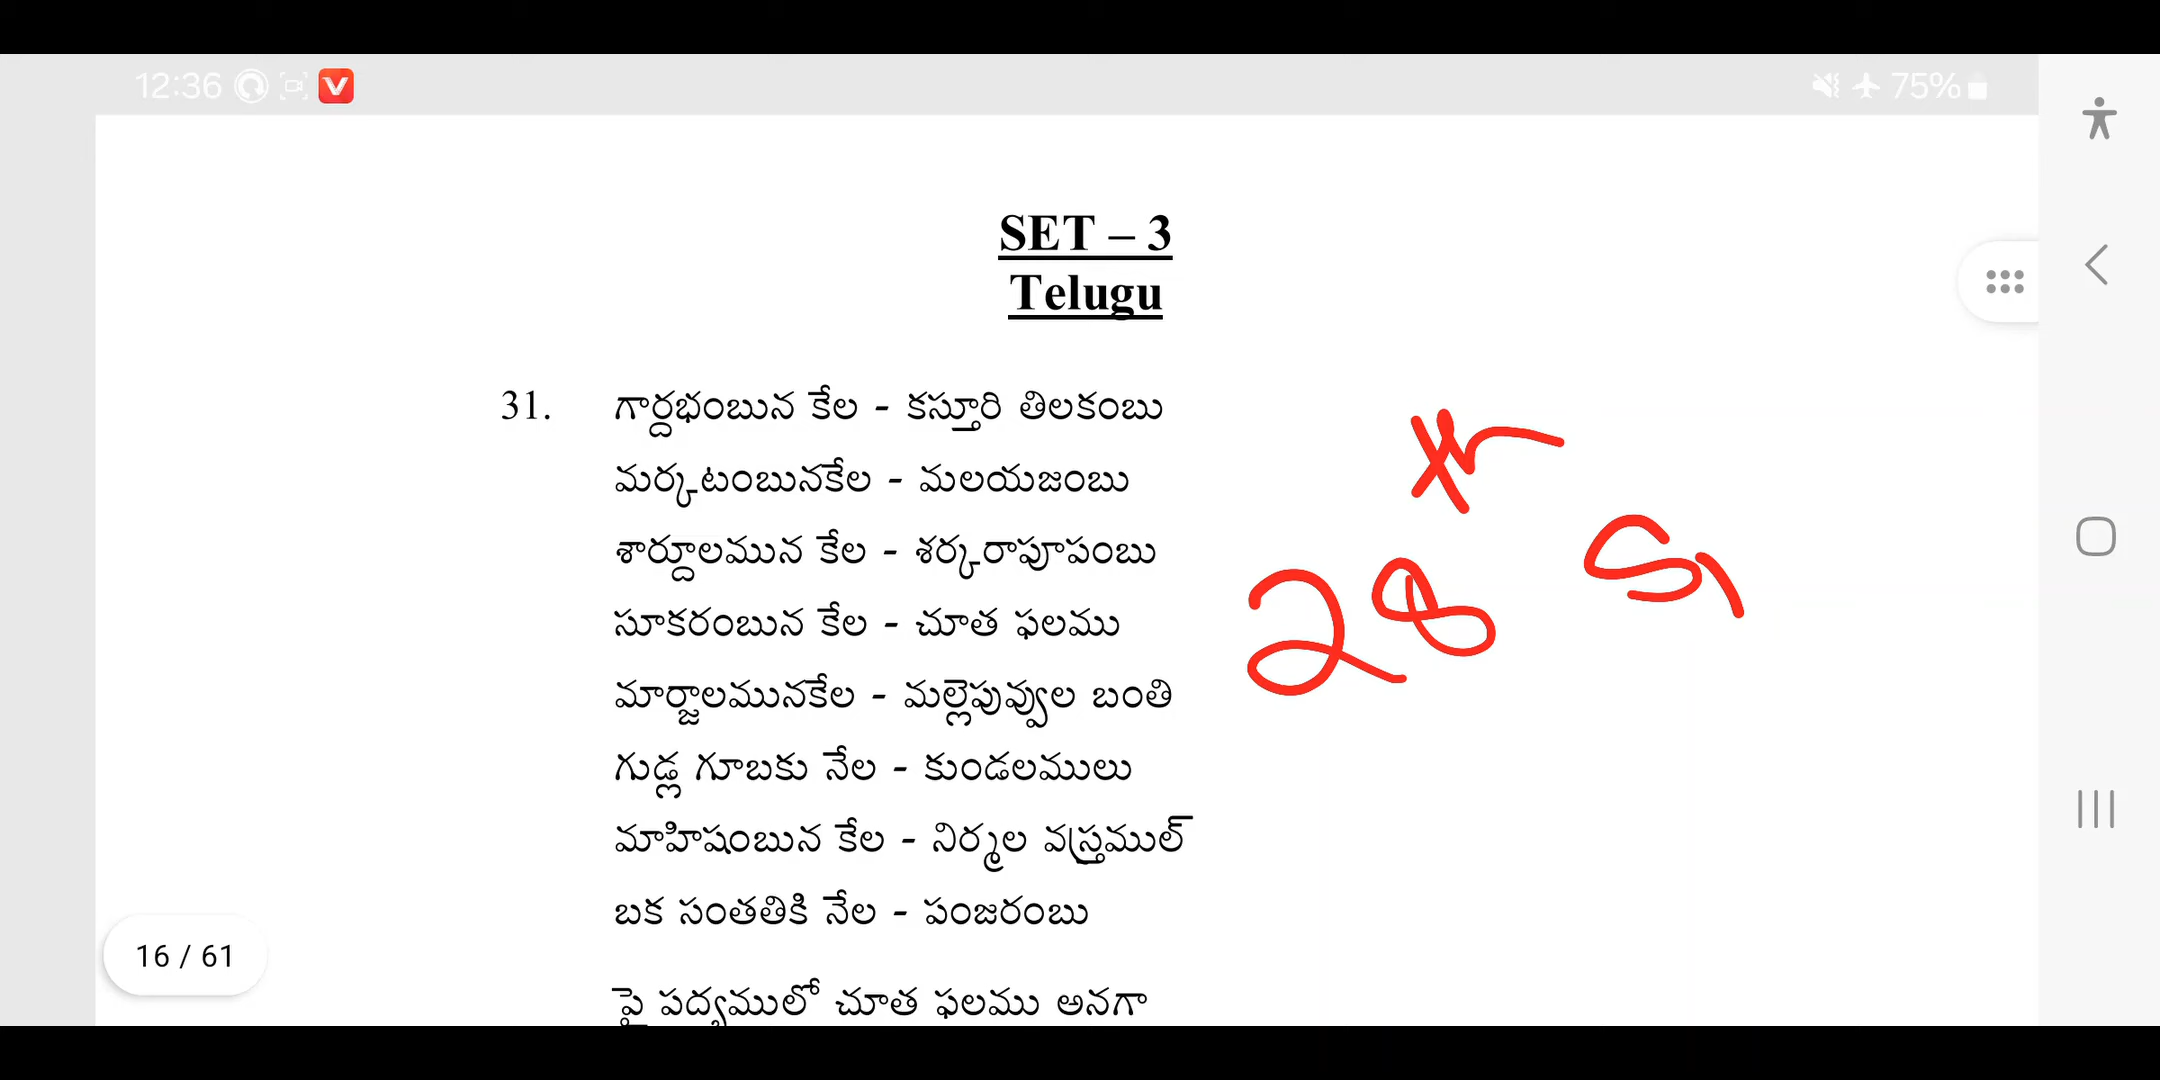 12:36
75%
SET – 3
Telugu
31. గార్దభంబున కేల - కస్తూరి తిలకంబు
మర్కటంబునకేల - మలయజంబు
శార్దూలమున కేల - శర్కరాపూపంబు
సూకరంబున కేల - చూత ఫలము
28
మార్జాలమునకేల - మల్లెపువ్వుల బంతి
గుడ్ల గూబకు నేల - కుండలములు
మాహిషంబున కేల - నిర్మల వస్త్రముల్
బక సంతతికి నేల - పంజరంబు
16 / 61
పై పద్యములో చూత ఫలము అనగా